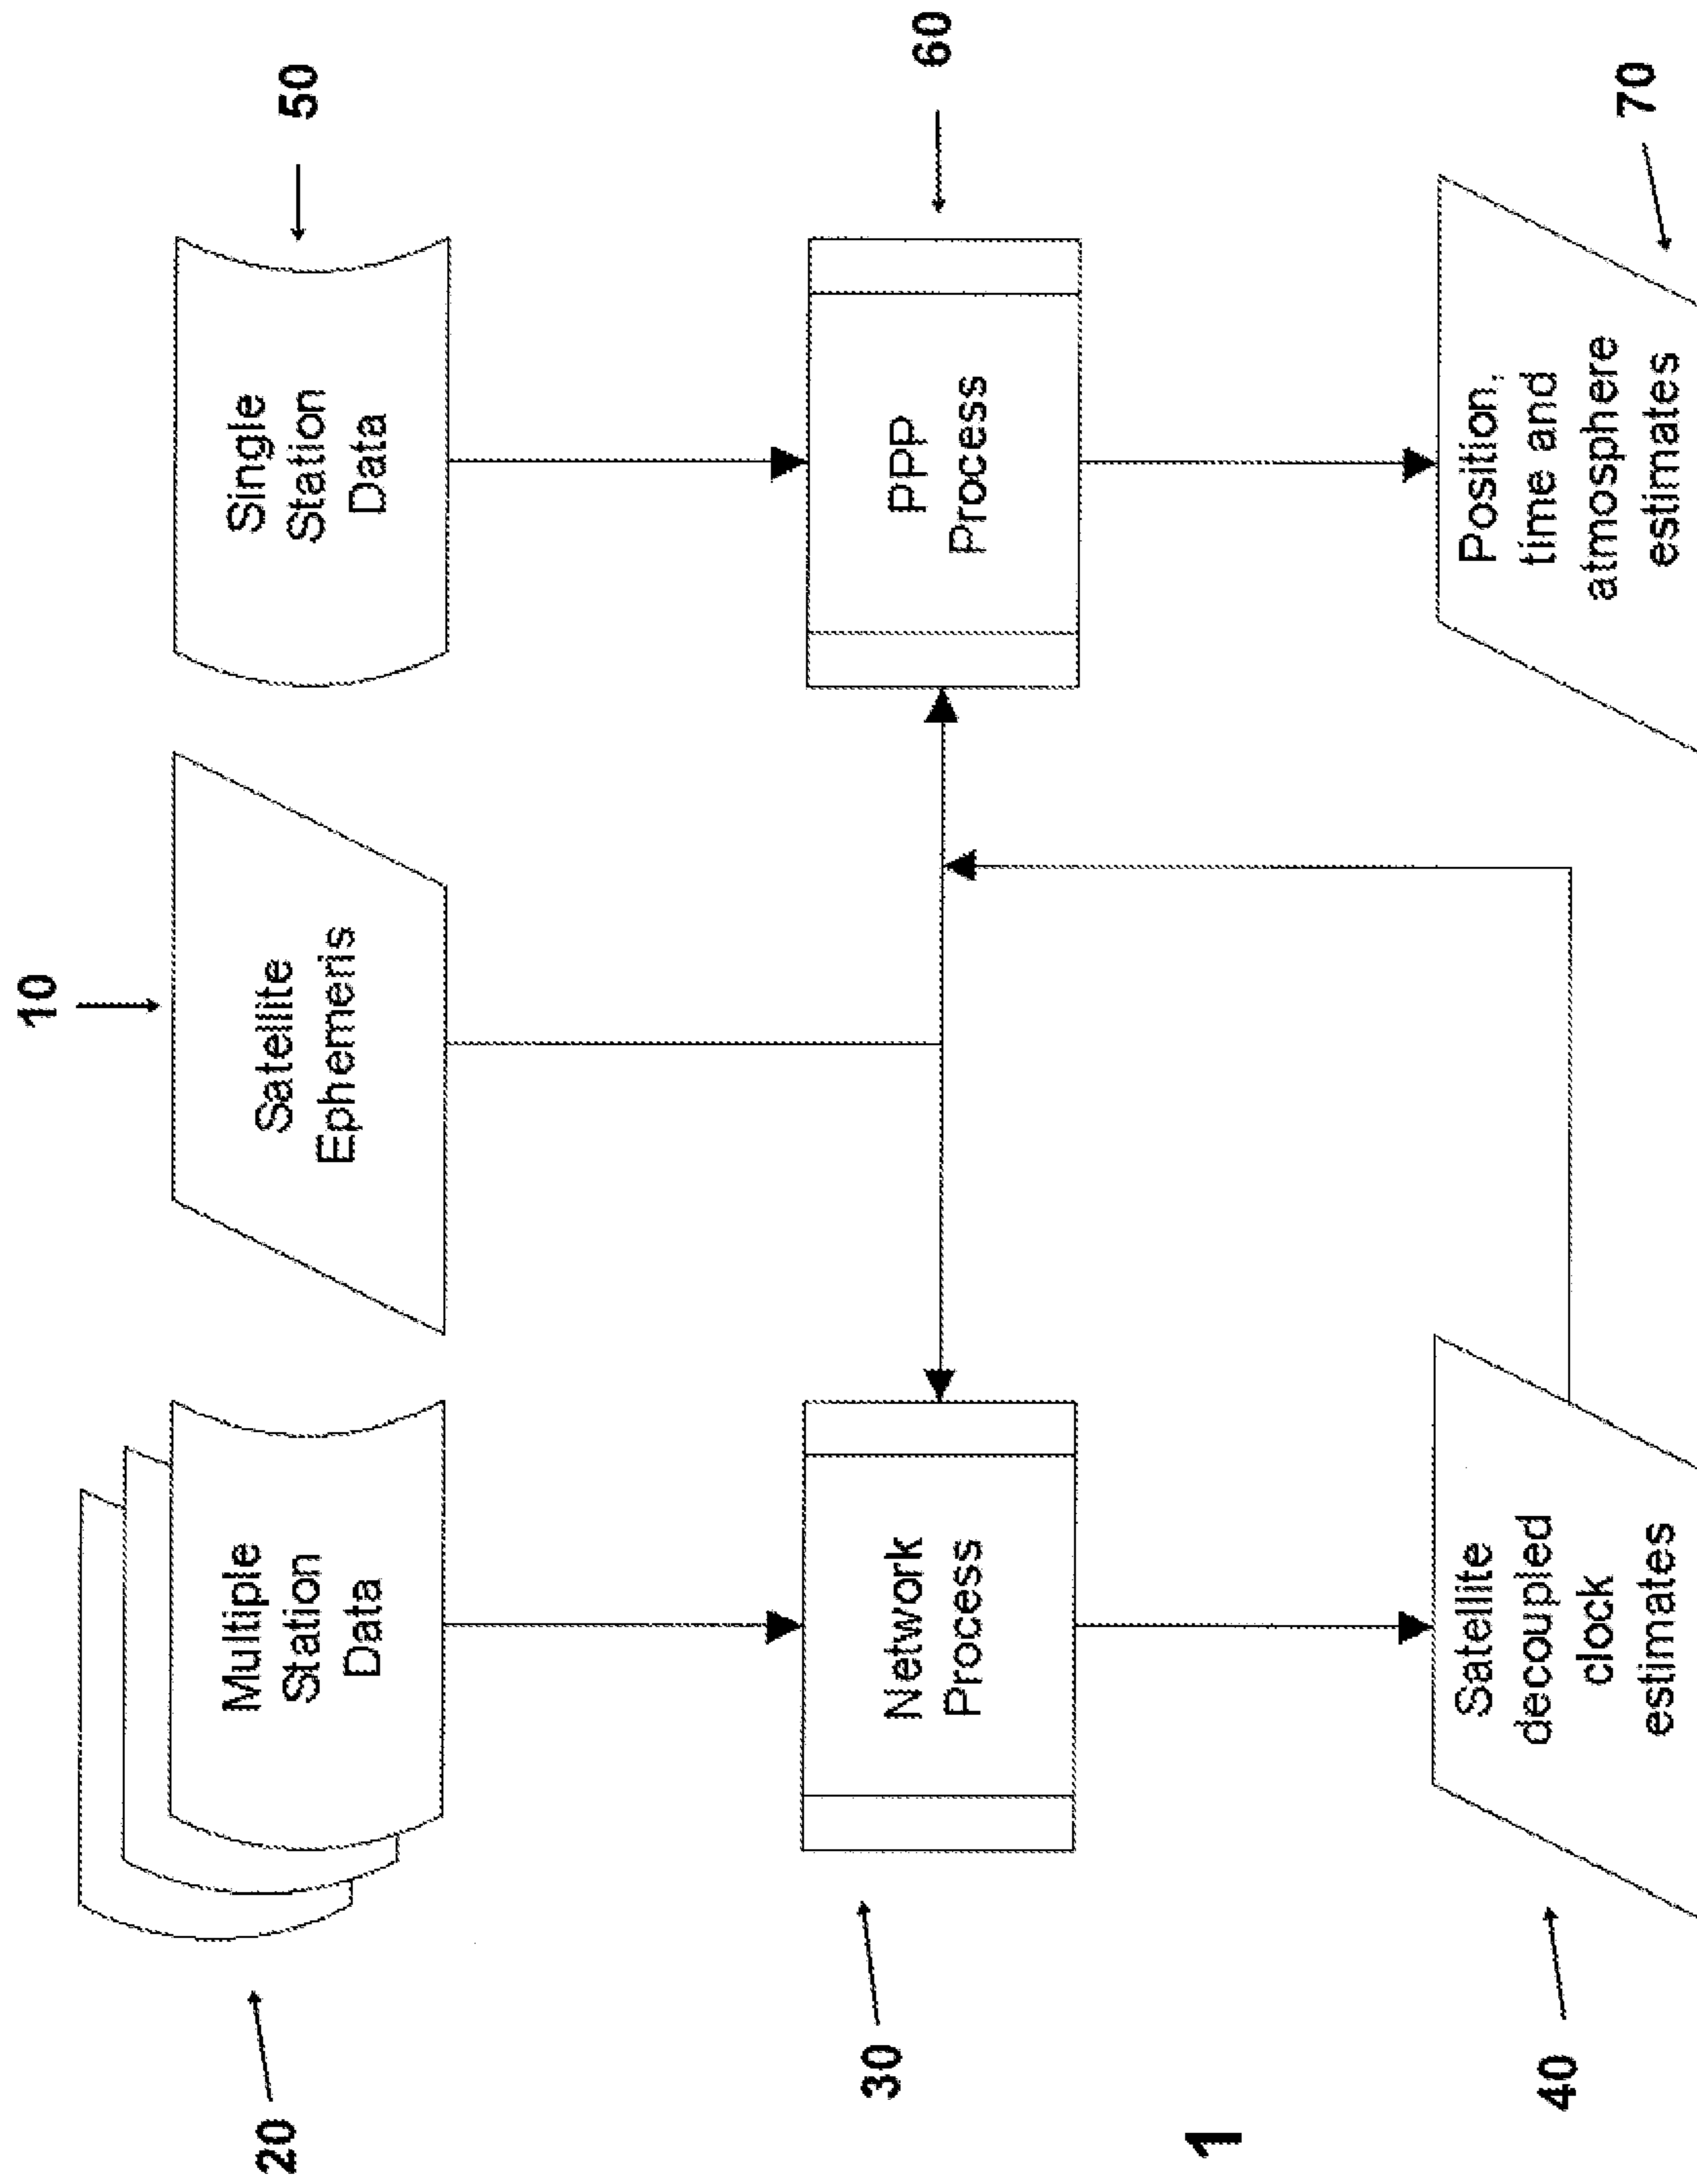 10
50
20
Multiple
Station
Data
Satellite
Ephemeris
Single
Station
Data
30
Network
Process
PPP
Process
60
40
Satellite
decoupled
clock
estimates
Position,
time and
atmosphere
estimates
70
1